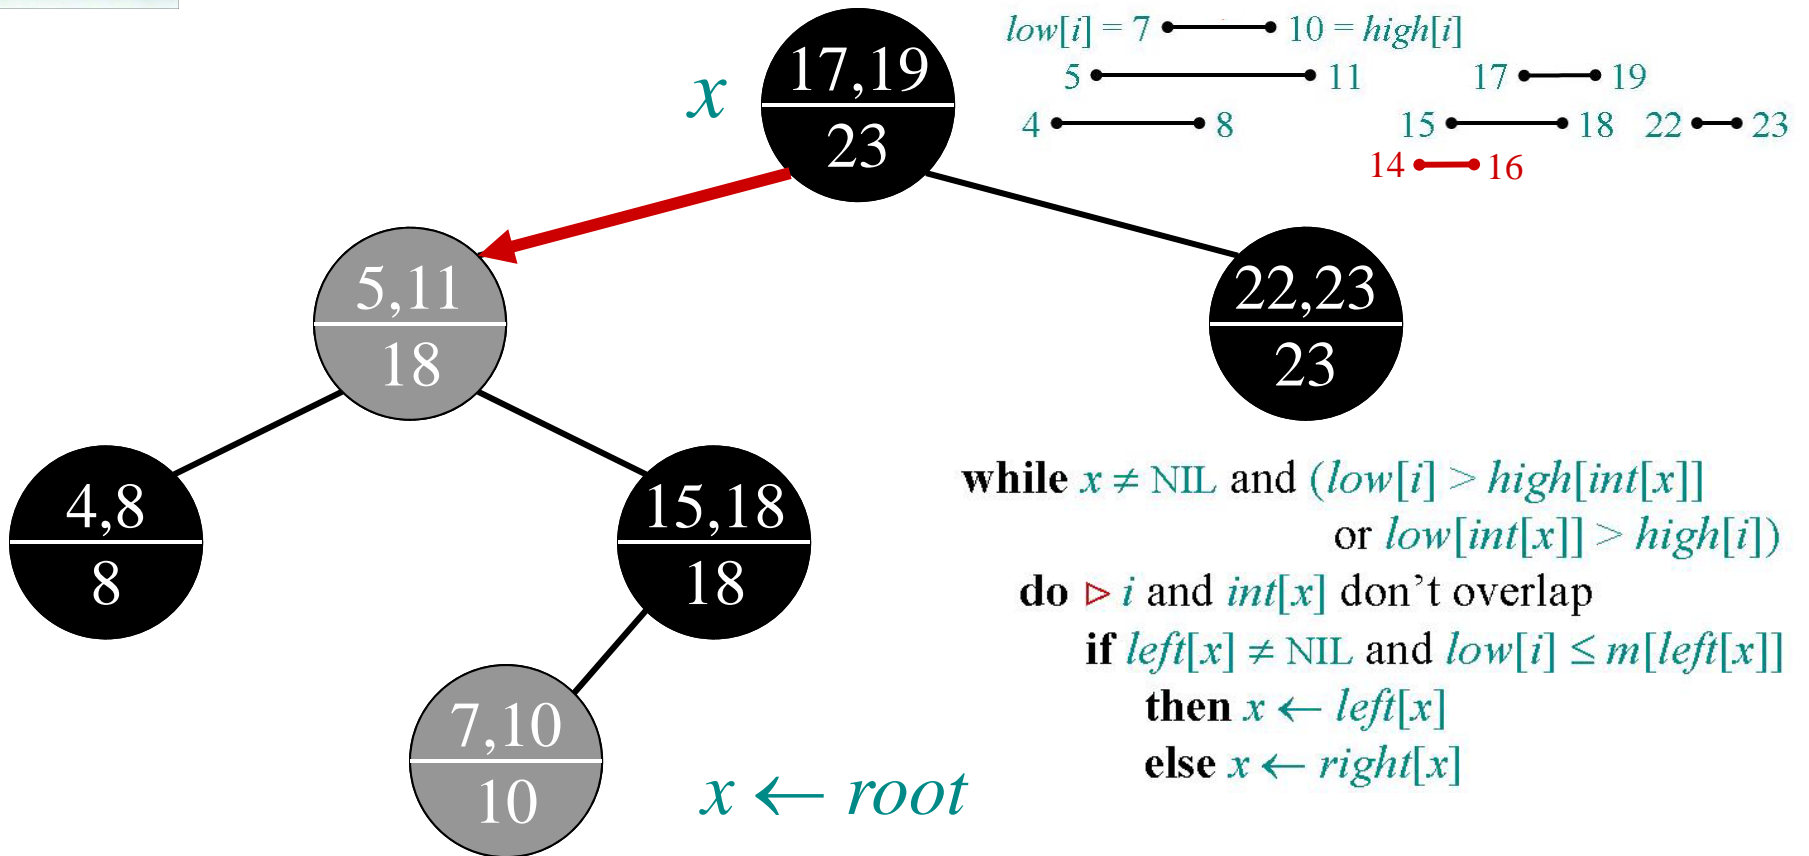 x
17,19
23
low[i] = 7 10 = high[i]
5 11 17 19
4 8 15 18 22 23
14 16
5,11
18
22,23
23
4,8
8
15,18
18
7,10
10
x ← root
while x ≠ NIL and (low[i] > high[int[x]]
or low[int[x]] > high[i])
do ▹ i and int[x] don’t overlap
if left[x] ≠ NIL and low[i] ≤ m[left[x]]
then x ← left[x]
else x ← right[x]